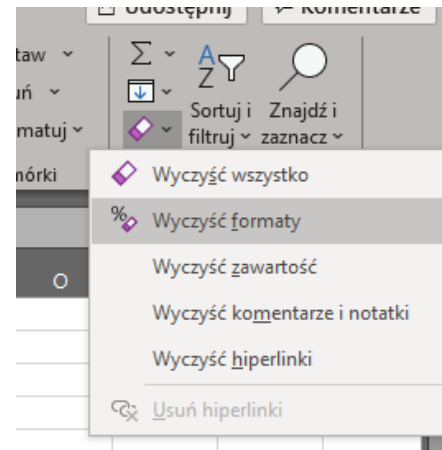 Udostępnij Komentarze
taw
uń
matuj
mórki
Σ
A
Z
Sortuj i
filtruj
Znajdź i
zaznacz
Wyczyść wszystko
% Wyczyść formaty
Wyczyść zawartość
Wyczyść komentarze i notatki
Wyczyść hiperlinki
Usuń hiperlinki
O